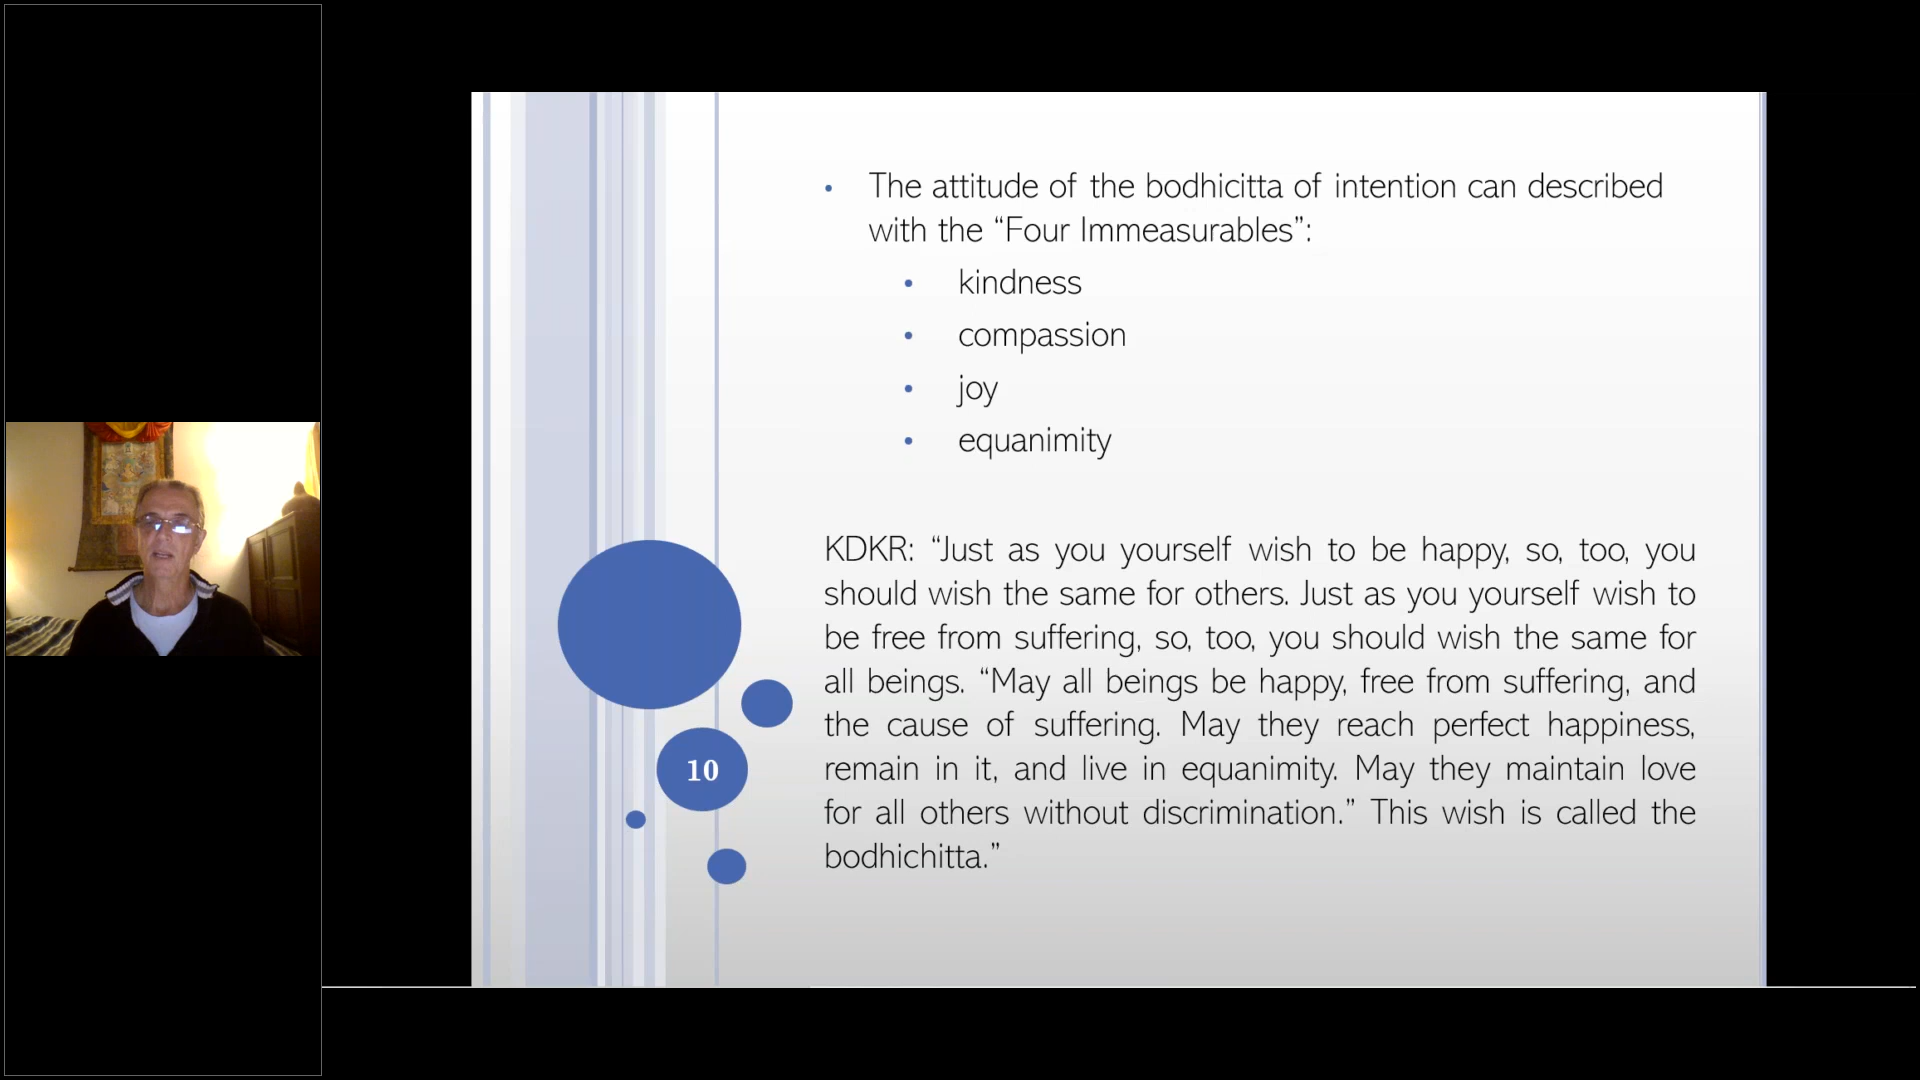 • The attitude of the bodhicitta of intention can described
with the “Four Immeasurables”:
• kindness
• compassion
• joy
• equanimity
KDKR: “Just as you yourself wish to be happy, so, too, you
should wish the same for others. Just as you yourself wish to
be free from suffering, so, too, you should wish the same for
all beings. “May all beings be happy, free from suffering, and
the cause of suffering. May they reach perfect happiness,
remain in it, and live in equanimity. May they maintain love
for all others without discrimination.” This wish is called the
bodhichitta.”
10